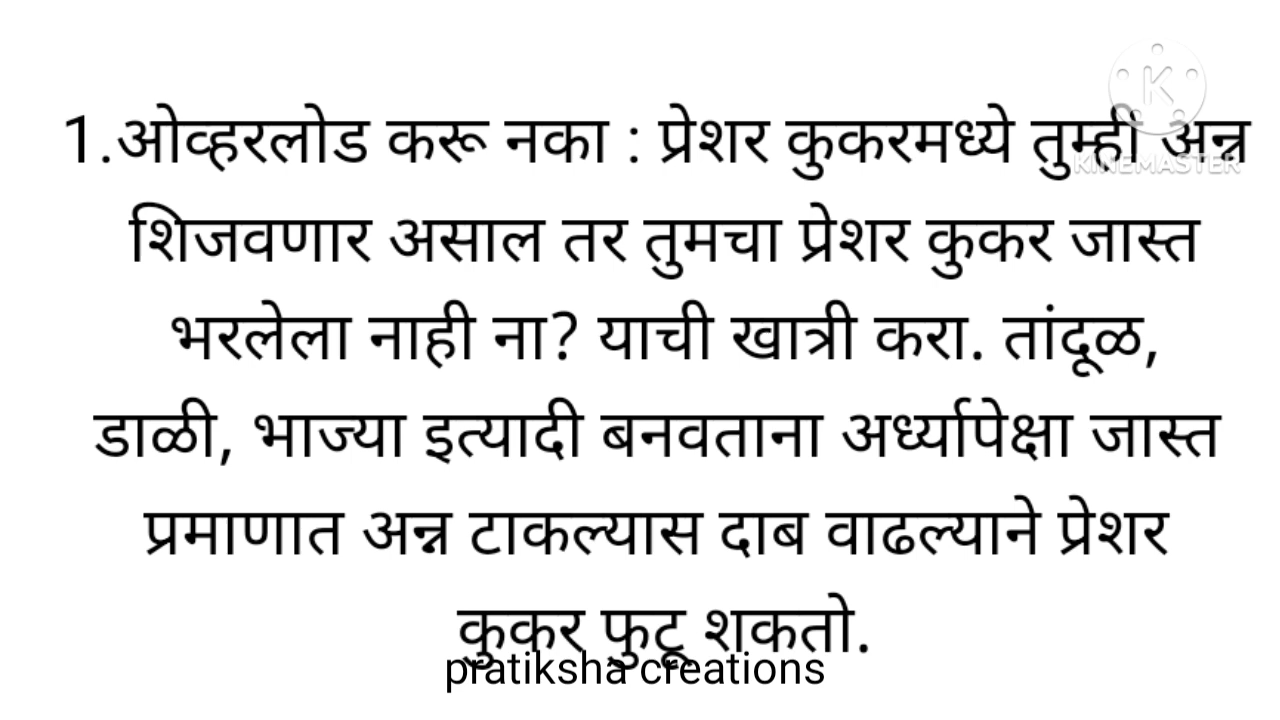 1.ओव्हरलोड करू नका : प्रेशर कुकरमध्ये तुम्ही अन्न
KINEMASTER
शिजवणार असाल तर तुमचा प्रेशर कुकर जास्त
भरलेला नाही ना? याची खात्री करा. तांदूळ,
डाळी, भाज्या इत्यादी बनवताना अर्ध्यापेक्षा जास्त
प्रमाणात अन्न टाकल्यास दाब वाढल्याने प्रेशर
कुकर फुटू शकतो.
pratiksha creations